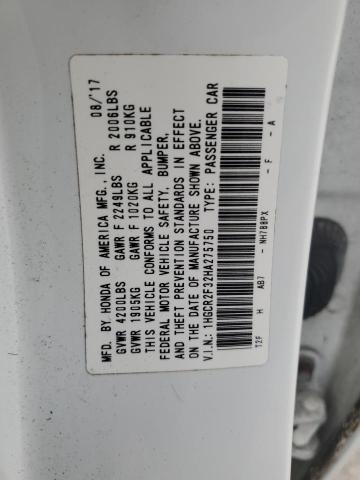 MFD. BY HONDA OF AMERICA MFG., INC. 08/'17
GVWR 4200LBS GAWR F 2249LBS R 2006LBS
GVWR 1905KG GAWR F 1020KG R 910KG
THIS VEHICLE CONFORMS TO ALL APPLICABLE
FEDERAL MOTOR VEHICLE SAFETY, BUMPER,
AND THEFT PREVENTION STANDARDS IN EFFECT
ON THE DATE OF MANUFACTURE SHOWN ABOVE.
V.I.N.: 1HGCR2F32HA275750 TYPE: PASSENGER CAR
T2F H AB7 - NH788PX - F - A